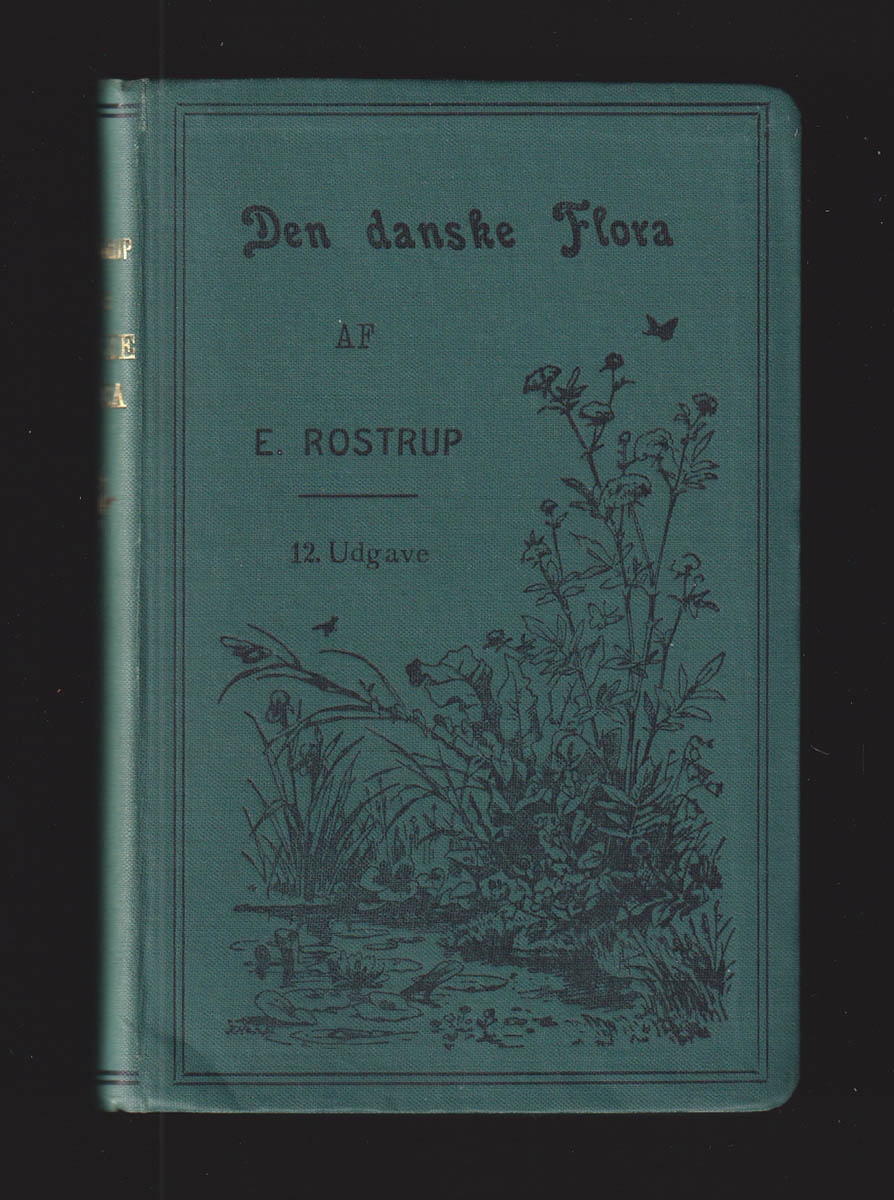 Den danske Flora
AF
E. ROSTRUP
12. Udgave